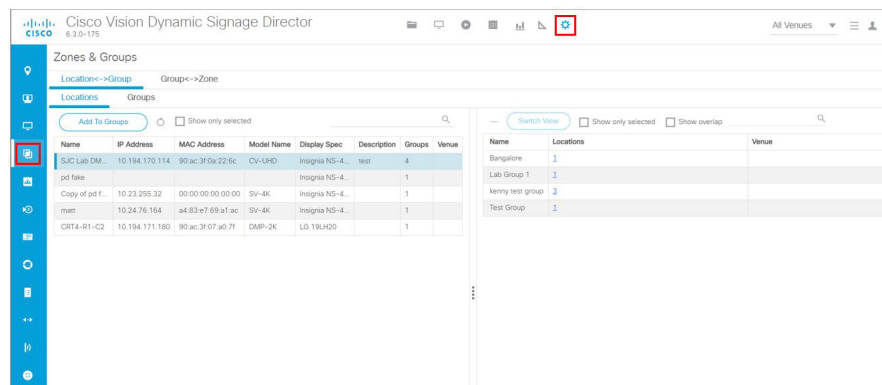 Cisco Vision Dynamic Signage Director
CISCO 6.3.0-175
All Venues
Zones & Groups
Location<->Group Group<->Zone
Locations Groups
Add To Groups Show only selected
Switch View Show only selected Show overlap
Name IP Address MAC Address Model Name Display Spec Description Groups Venue
SJC Lab DM... 10.194.170.114 90:ac:3f:0a:22:6c CV-UHD Insignia NS-4... test 4
pd fake Insignia NS-4... 1
Copy of pd f... 10.23.255.32 00:00:00:00:00:00 SV-4K Insignia NS-4... 1
matt 10.24.76.164 a4:83:e7:69:a1:ac SV-4K Insignia NS-4... 1
CRT4-R1-C2 10.194.171.180 90:ac:3f:07:a0:7f DMP-2K LG 19LH20 1
Name Locations Venue
Bangalore 1
Lab Group 1 1
kenny test group 3
Test Group 1